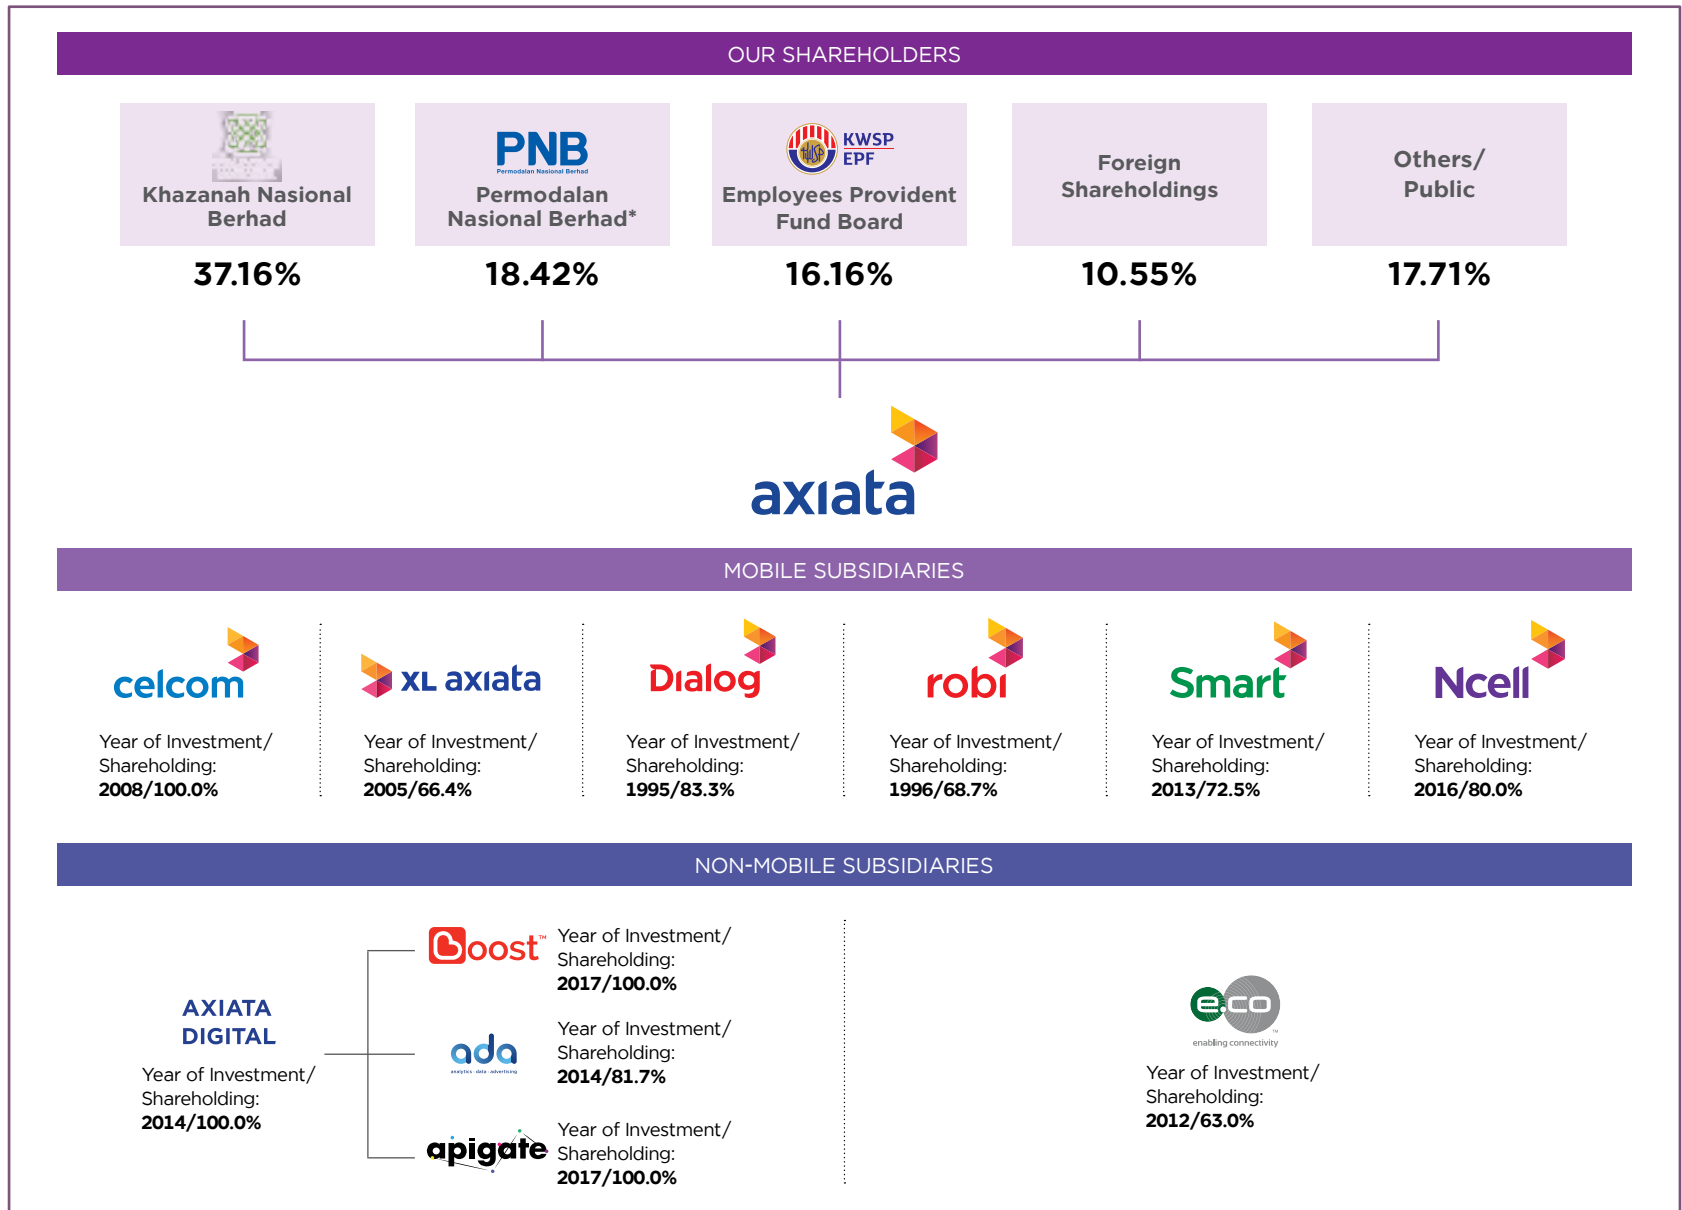 OUR SHAREHOLDERS
Khazanah Nasional
Berhad
37.16%
PNB
Permodalan Nasional Berhad
Permodalan
Nasional Berhad*
18.42%
KWSP
EPF
Employees Provident
Fund Board
16.16%
Foreign
Shareholdings
10.55%
Others/
Public
17.71%
axiata
MOBILE SUBSIDIARIES
celcom
Year of Investment/
Shareholding:
2008/100.0%
XL axiata
Year of Investment/
Shareholding:
2005/66.4%
Dialog
Year of Investment/
Shareholding:
1995/83.3%
robi
Year of Investment/
Shareholding:
1996/68.7%
Smart
Year of Investment/
Shareholding:
2013/72.5%
Ncell
Year of Investment/
Shareholding:
2016/80.0%
NON-MOBILE SUBSIDIARIES
AXIATA
DIGITAL
Year of Investment/
Shareholding:
2014/100.0%
Boost™
Year of Investment/
Shareholding:
2017/100.0%
ada
analytics · data · advertising
Year of Investment/
Shareholding:
2014/81.7%
apigate
Year of Investment/
Shareholding:
2017/100.0%
e.co
™
enabling connectivity
Year of Investment/
Shareholding:
2012/63.0%